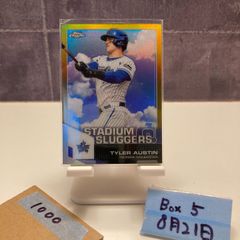 STADIUM
SLUGGERS
TYLER AUSTIN
1000
Box 5
8月21日